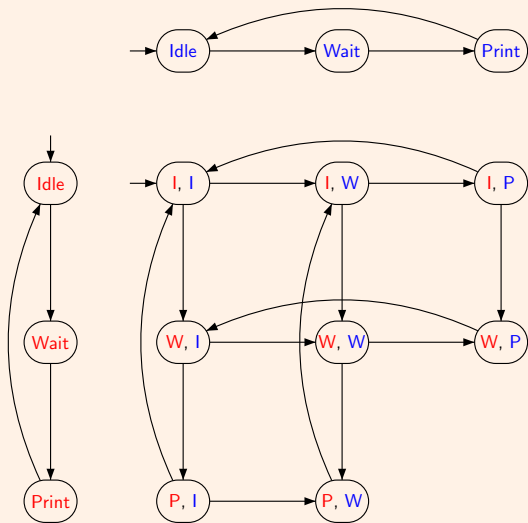 Idle Wait Print
Idle I, I I, W I, P
Wait W, I W, W W, P
Print P, I P, W